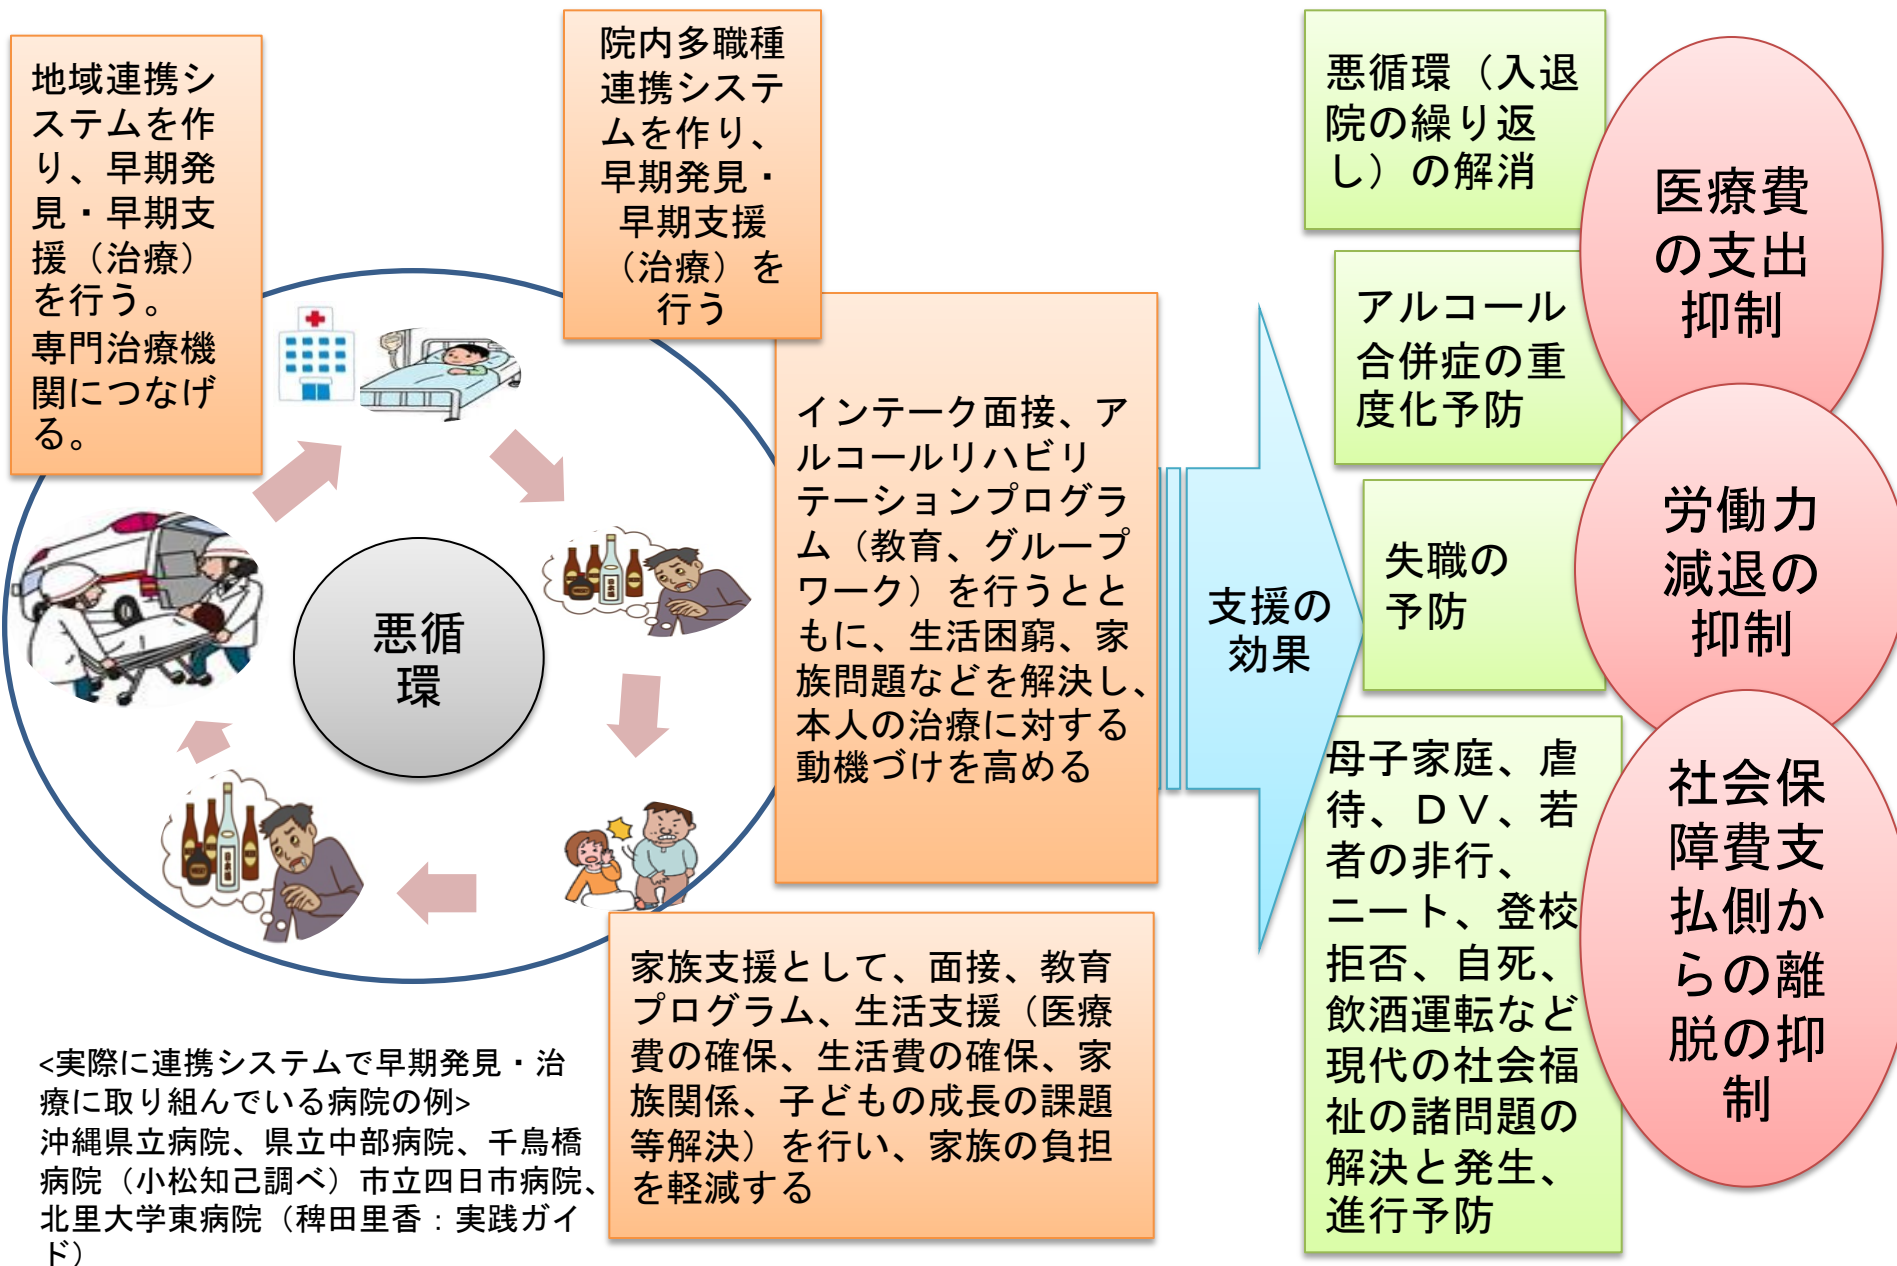 地域連携シ
ステムを作
り、早期発
見・早期支
援（治療）
を行う。
専門治療機
関につなげ
る。
院内多職種
連携システ
ムを作り、
早期発見・
早期支援
（治療）を
行う
インテーク面接、ア
ルコールリハビリ
テーションプログラ
ム（教育、グループ
ワーク）を行うとと
もに、生活困窮、家
族問題などを解決し、
本人の治療に対する
動機づけを高める
悪循
環
家族支援として、面接、教育
プログラム、生活支援（医療
費の確保、生活費の確保、家
族関係、子どもの成長の課題
等解決）を行い、家族の負担
を軽減する
<実際に連携システムで早期発見・治
療に取り組んでいる病院の例>
沖縄県立病院、県立中部病院、千鳥橋
病院（小松知己調べ）市立四日市病院、
北里大学東病院（稗田里香：実践ガイ
ド）
支援の
効果
悪循環（入退
院の繰り返
し）の解消
アルコール
合併症の重
度化予防
失職の
予防
母子家庭、虐
待、ＤＶ、若
者の非行、
ニート、登校
拒否、自死、
飲酒運転など
現代の社会福
祉の諸問題の
解決と発生、
進行予防
医療費
の支出
抑制
労働力
減退の
抑制
社会保
障費支
払側か
らの離
脱の抑
制